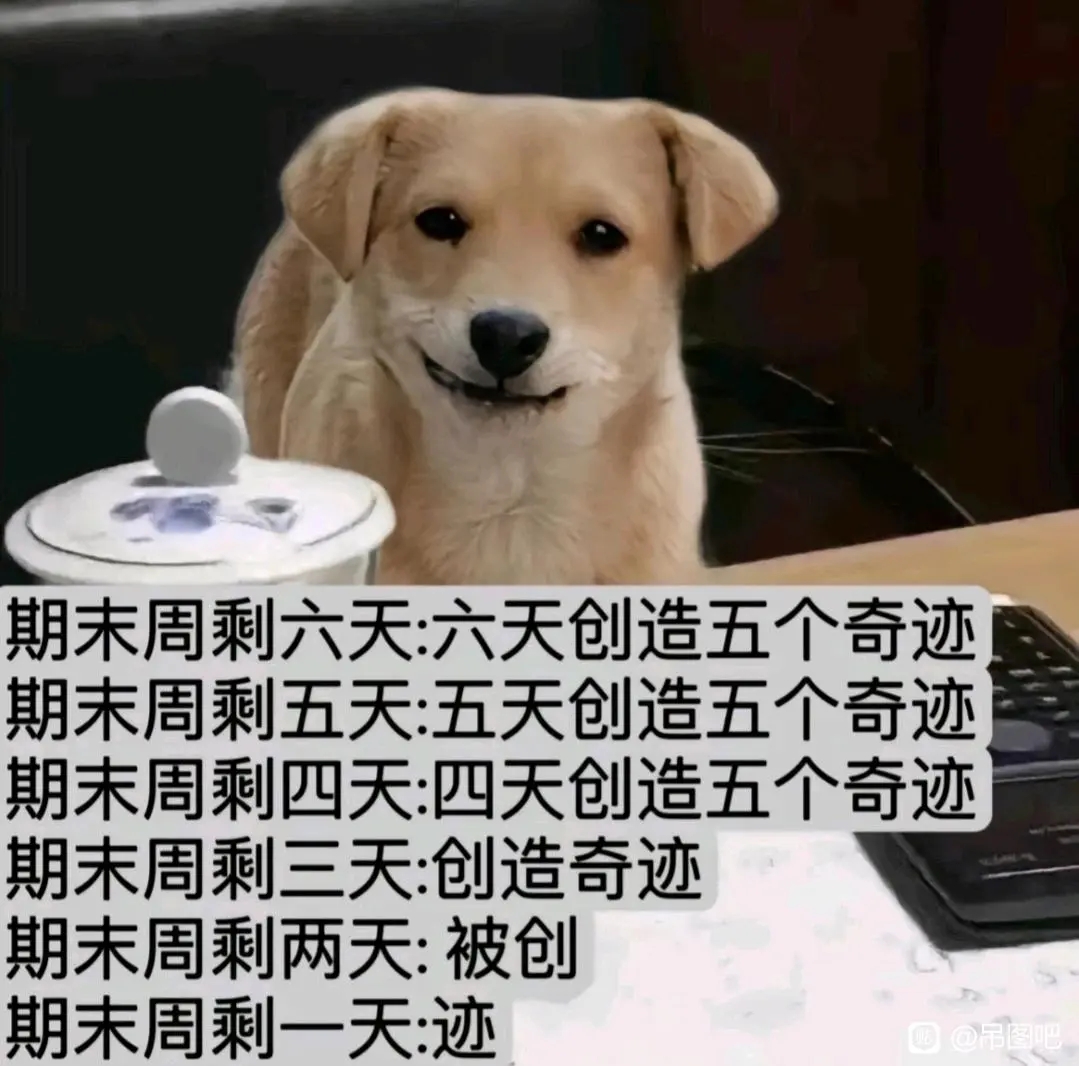 期末周剩六天:六天创造五个奇迹
期末周剩五天:五天创造五个奇迹
期末周剩四天:四天创造五个奇迹
期末周剩三天:创造奇迹
期末周剩两天: 被创
期末周剩一天:迹
贴 @吊图吧